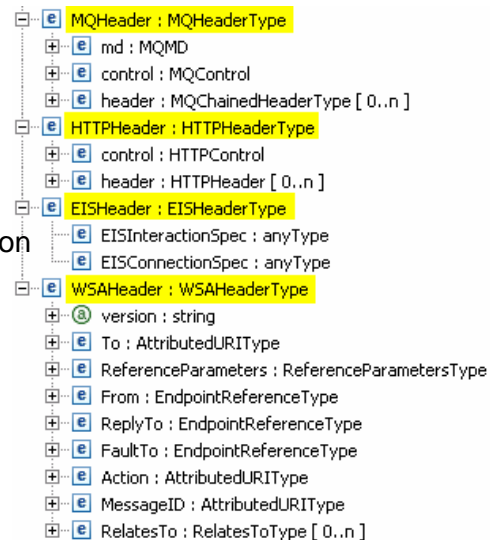 MQHeader : MQHeaderType
md : MQMD
control : MQControl
header : MQChainedHeaderType [ 0..n ]
HTTPHeader : HTTPHeaderType
control : HTTPControl
header : HTTPHeader [ 0..n ]
EISHeader : EISHeaderType
on
EISInteractionSpec : anyType
EISConnectionSpec : anyType
WSAHeader : WSAHeaderType
version : string
To : AttributedURIType
ReferenceParameters : ReferenceParametersType
From : EndpointReferenceType
ReplyTo : EndpointReferenceType
FaultTo : EndpointReferenceType
Action : AttributedURIType
MessageID : AttributedURIType
RelatesTo : RelatesToType [ 0..n ]